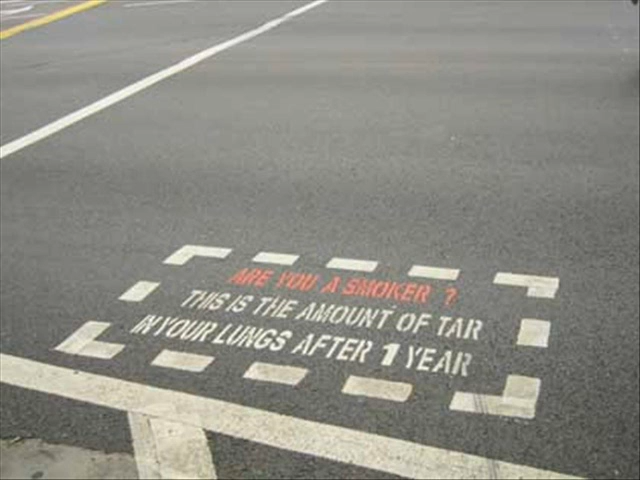 ARE YOU A SMOKER ?
THIS IS THE AMOUNT OF TAR
IN YOUR LUNGS AFTER 1 YEAR